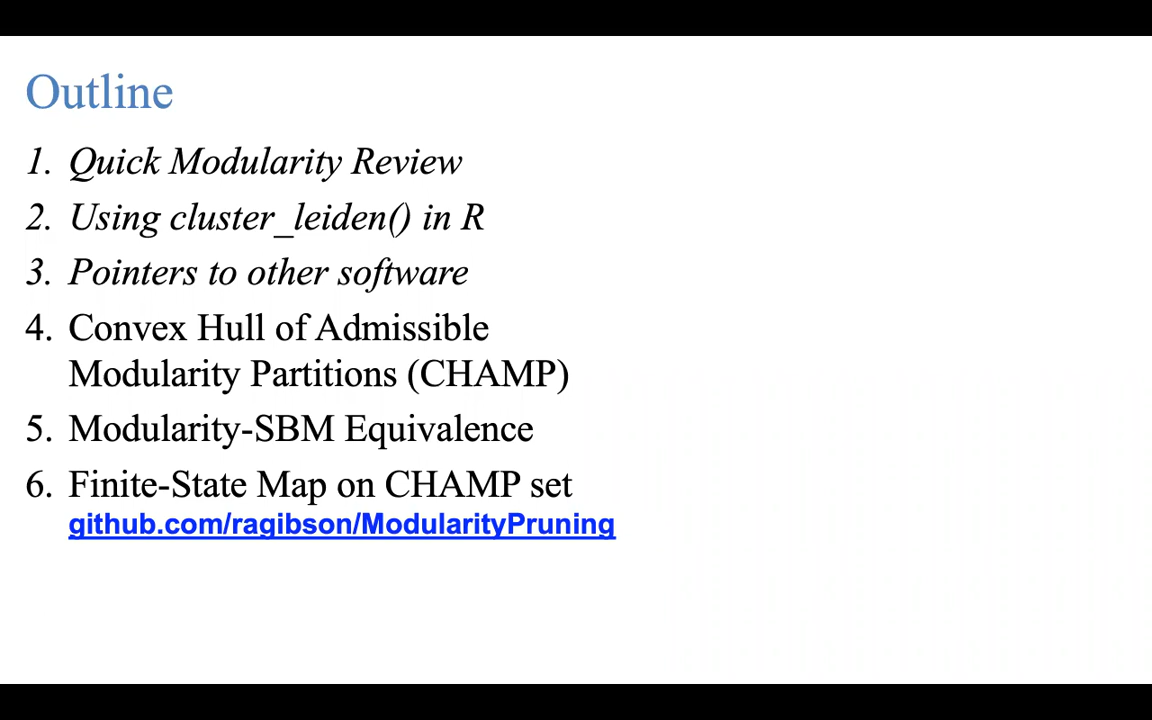 Outline
1. Quick Modularity Review
2. Using cluster_leiden() in R
3. Pointers to other software
4. Convex Hull of Admissible
Modularity Partitions (CHAMP)
5. Modularity-SBM Equivalence
6. Finite-State Map on CHAMP set
github.com/ragibson/ModularityPruning